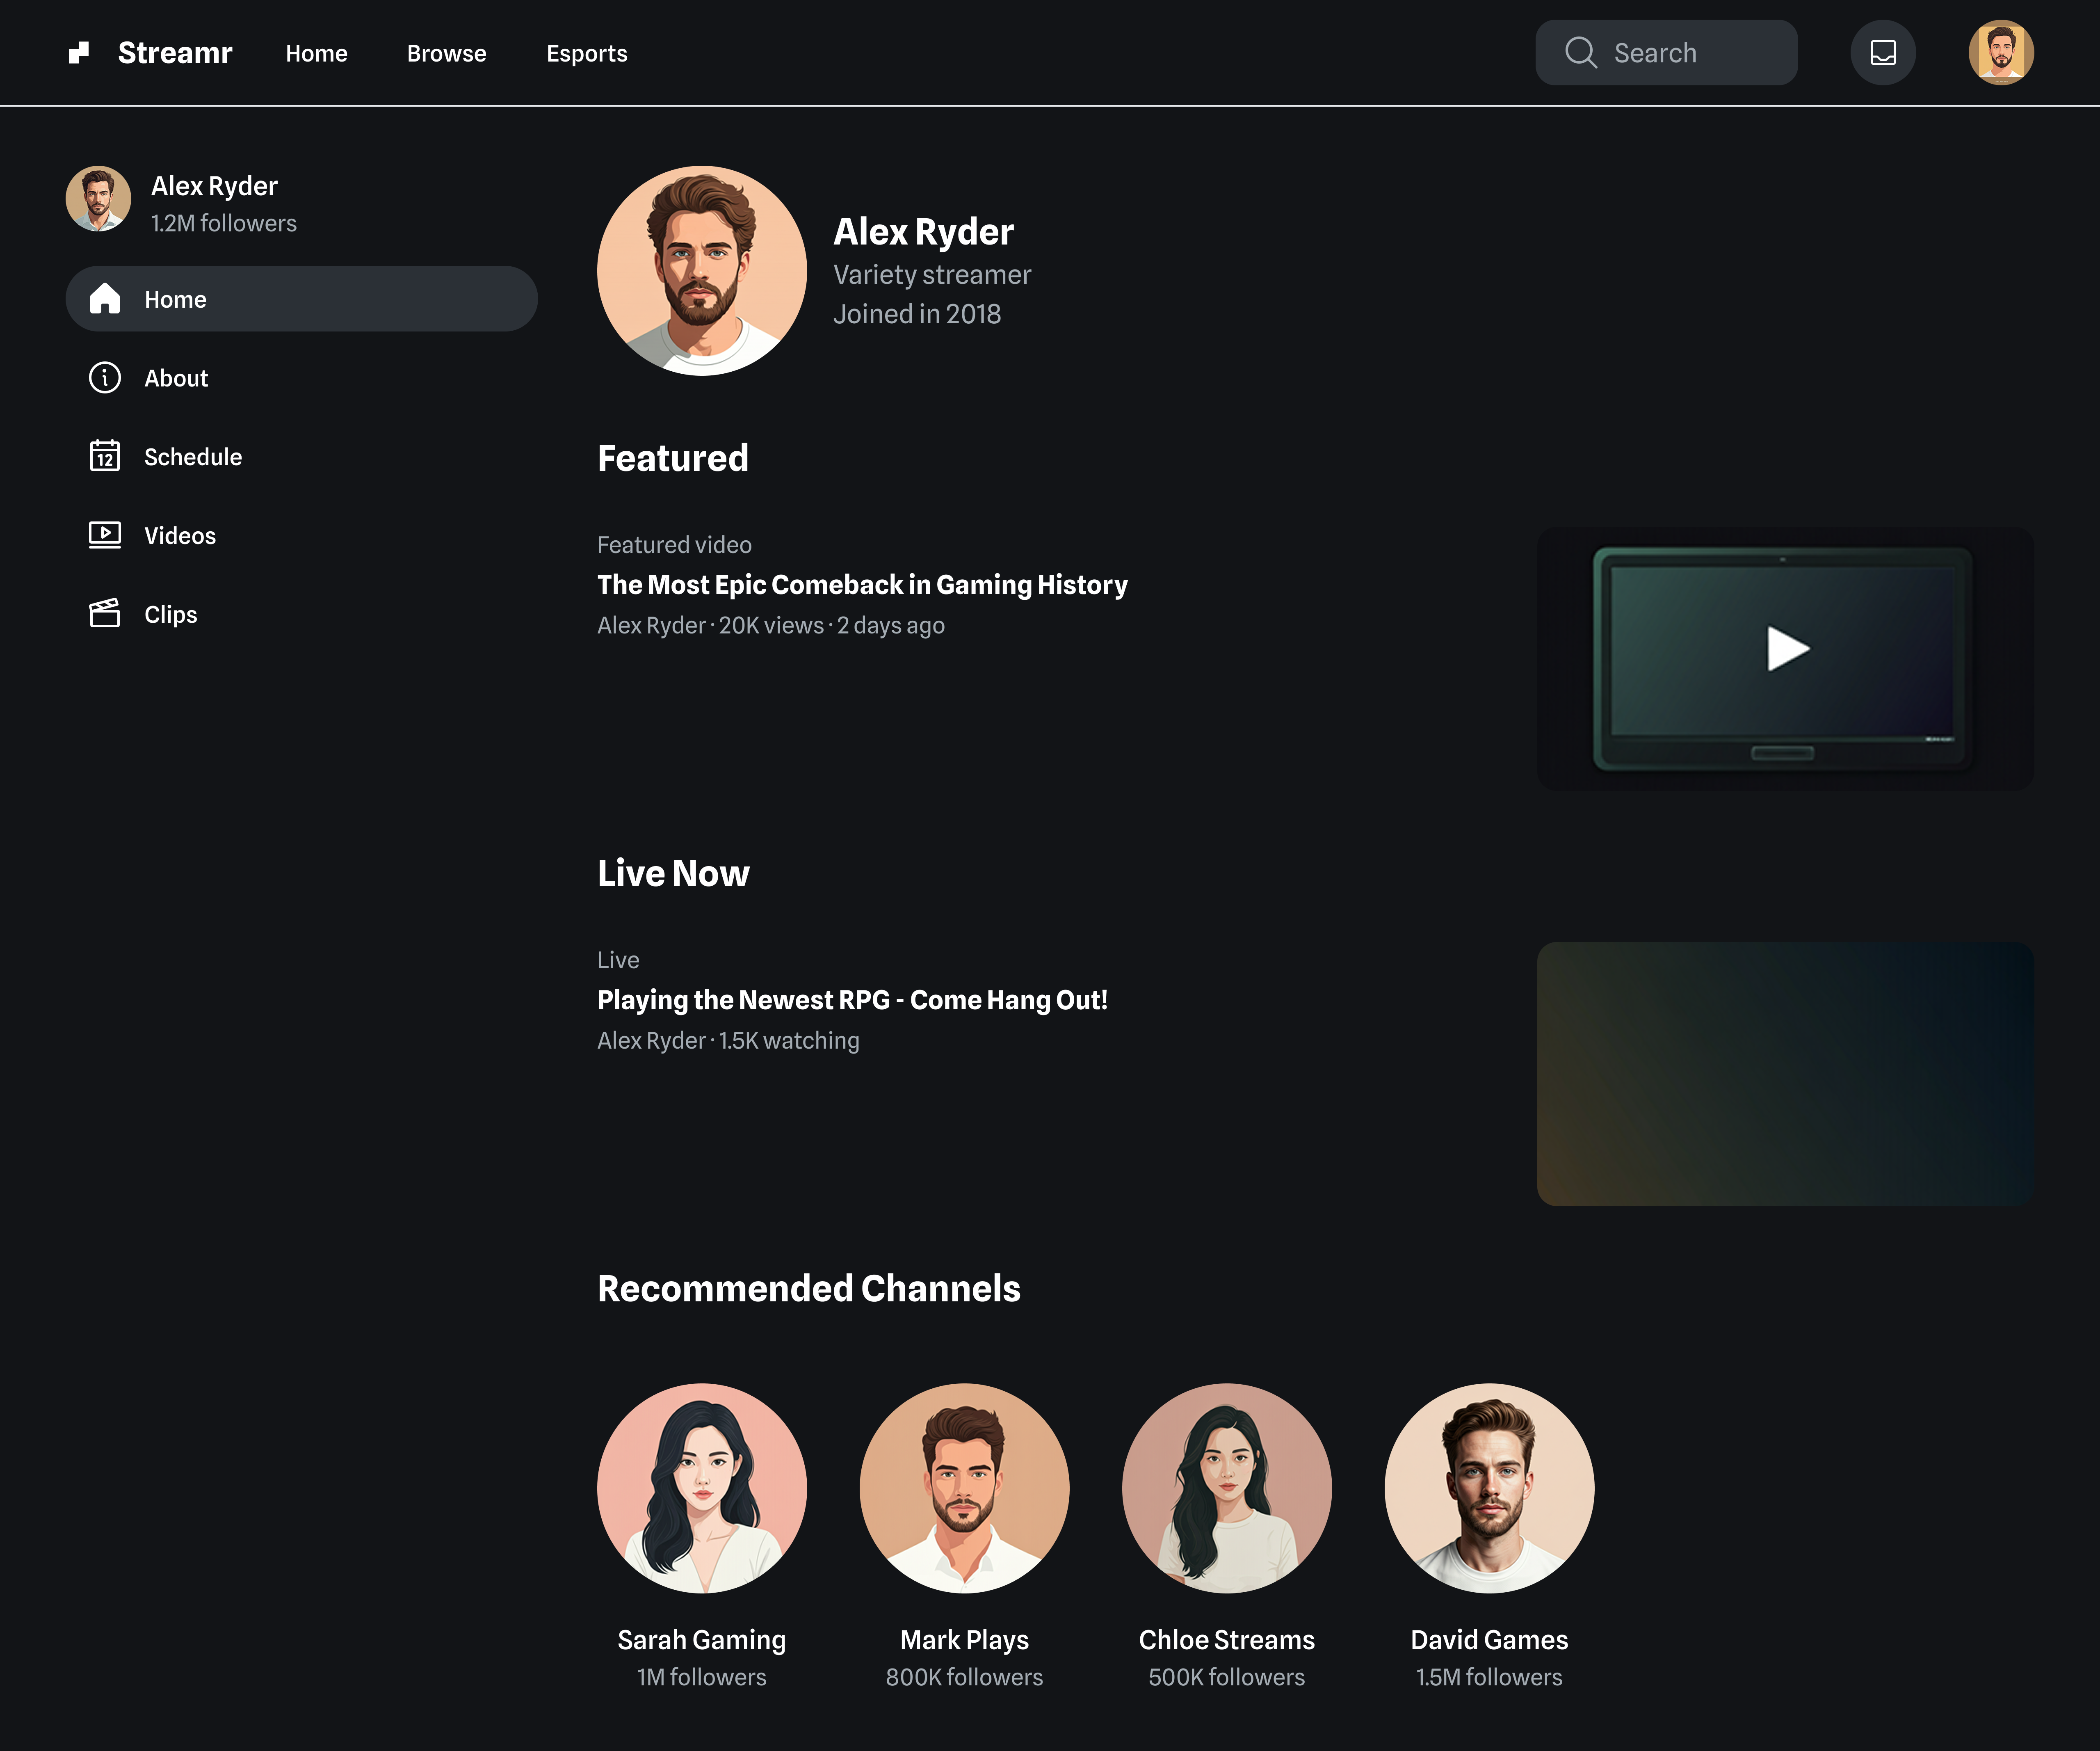 Streamr
Home
Browse
Esports
Search
Alex Ryder
1.2M followers
Home
About
12
Schedule
Videos
Clips
Alex Ryder
Variety streamer
Joined in 2018
Featured
Featured video
The Most Epic Comeback in Gaming History
Alex Ryder · 20K views · 2 days ago
Live Now
Live
Playing the Newest RPG - Come Hang Out!
Alex Ryder · 1.5K watching
Recommended Channels
Sarah Gaming
1M followers
Mark Plays
800K followers
Chloe Streams
500K followers
David Games
1.5M followers